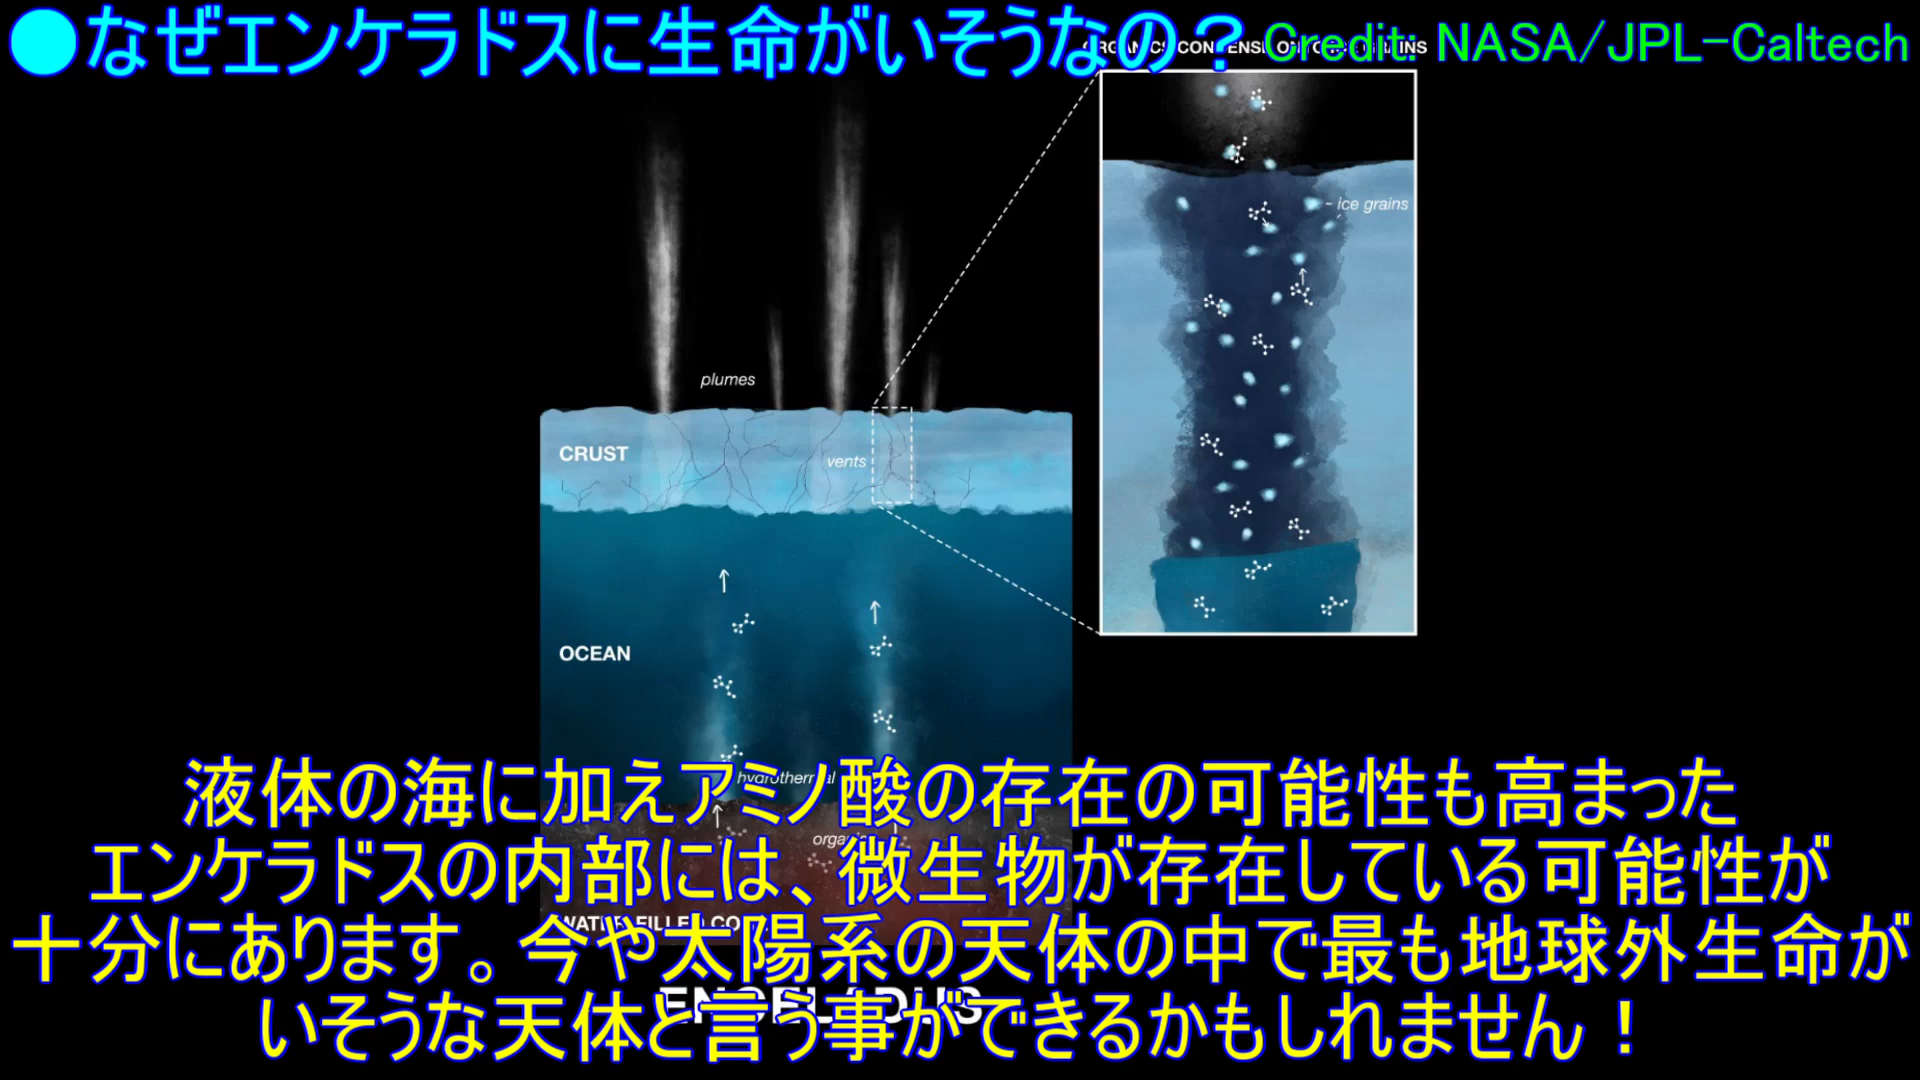 ●なぜエンケラドスに生命がいそうなの？
Credit: NASA/JPL-Caltech
ice grains
plumes
CRUST
vents
OCEAN
hydrothermal
液体の海に加えアミノ酸の存在の可能性も高まった
エンケラドスの内部には、微生物が存在している可能性が
十分にあります。今や太陽系の天体の中で最も地球外生命が
いそうな天体と言う事ができるかもしれません！
ENCELADUS